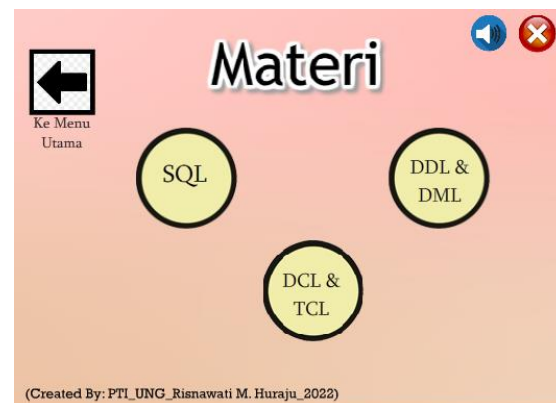 Materi
Ke Menu
Utama
SQL
DDL &
DML
DCL &
TCL
(Created By: PTI_UNG_Risnawati M. Huraju_2022)